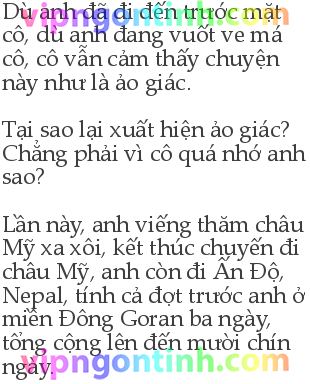 Dù anh đã đi đến trước mặt
cô, dù anh đang vuốt ve má
cô, cô vẫn cảm thấy chuyện
này như là ảo giác.
Tại sao lại xuất hiện ảo giác?
Chẳng phải vì cô quá nhớ anh
sao?
Lần này, anh viếng thăm châu
Mỹ xa xôi, kết thúc chuyến đi
châu Mỹ, anh còn đi Ấn Độ,
Nepal, tính cả đợt trước anh ở
miền Đông Goran ba ngày,
tổng cộng lên đến mười chín
ngày.
vipngontinh.com
vipngontinh.com